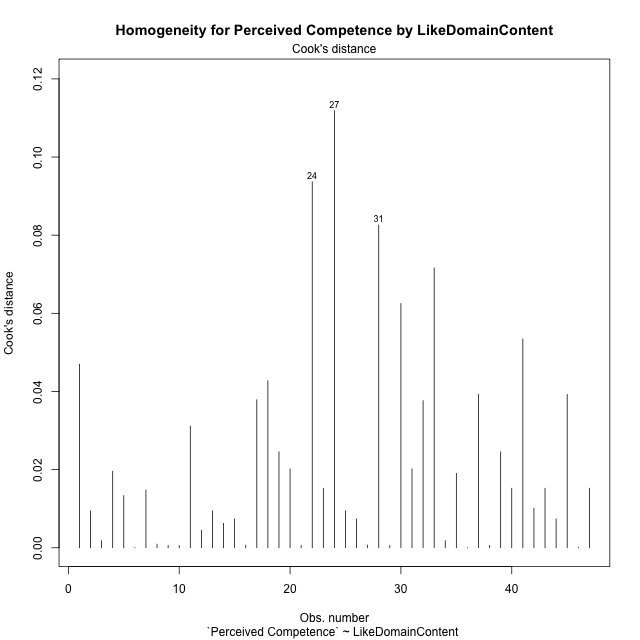 Homogeneity for Perceived Competence by LikeDomainContent
Cook's distance
0.12
0.10
0.08
0.06
0.04
0.02
0.00
Cook's distance
27
24
31
0 10 20 30 40
Obs. number
`Perceived Competence` ~ LikeDomainContent